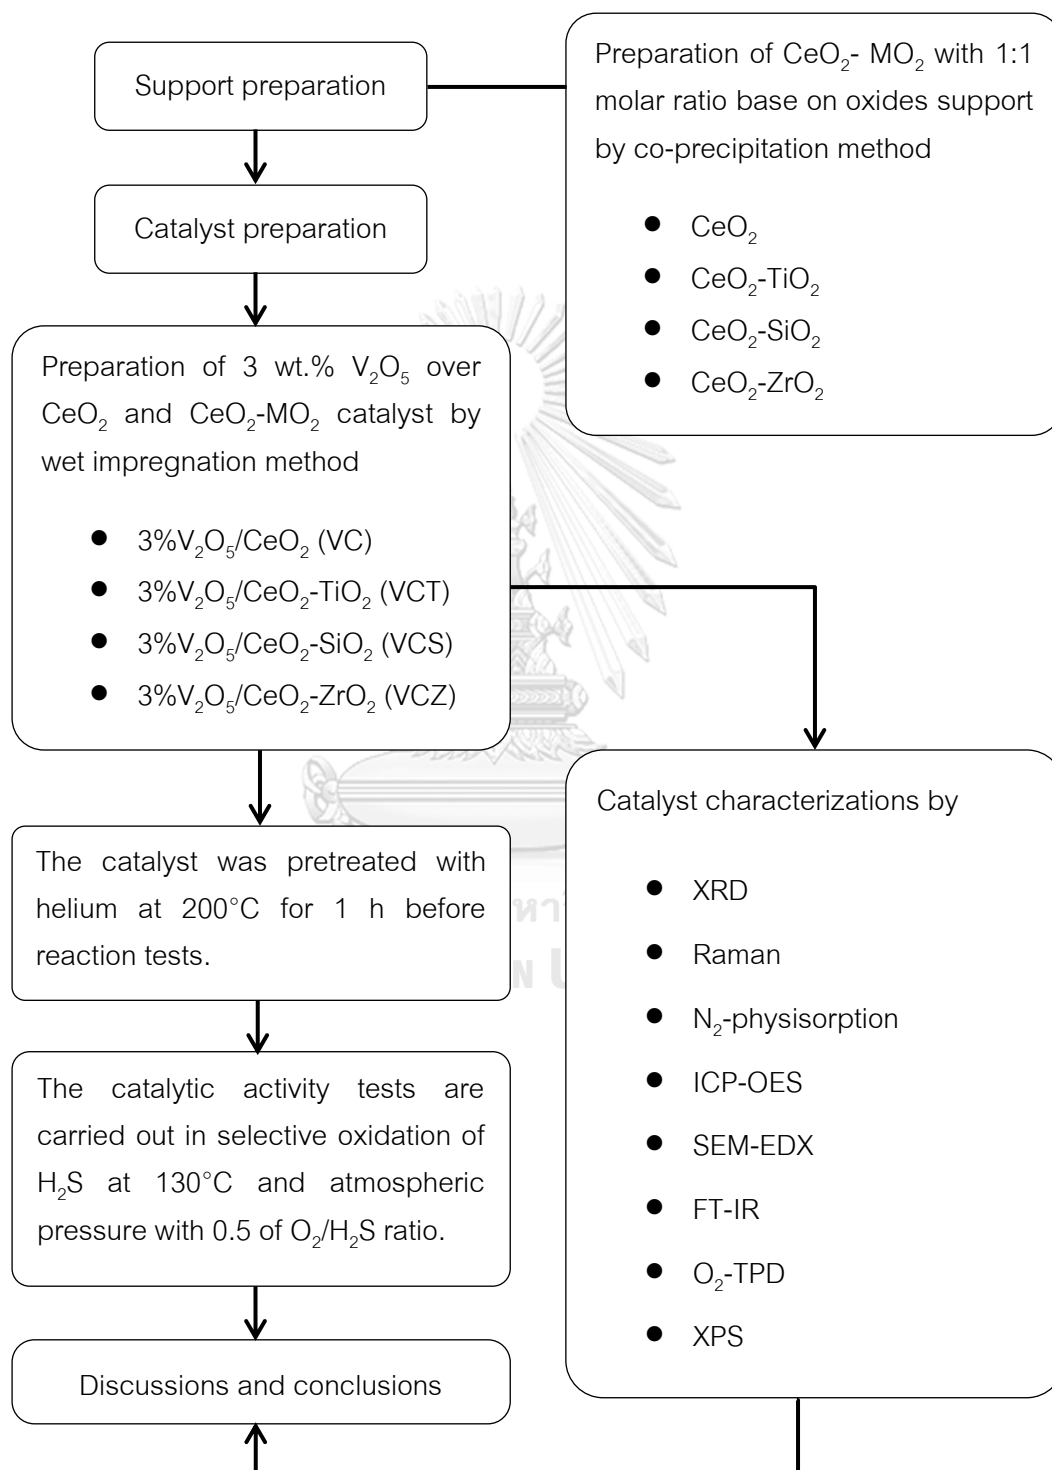 Support preparation
Preparation of CeO₂- MO₂ with 1:1
molar ratio base on oxides support
by co-precipitation method
● CeO₂
● CeO₂-TiO₂
● CeO₂-SiO₂
● CeO₂-ZrO₂
Catalyst preparation
Preparation of 3 wt.% V₂O₅ over
CeO₂ and CeO₂-MO₂ catalyst by
wet impregnation method
● 3%V₂O₅/CeO₂ (VC)
● 3%V₂O₅/CeO₂-TiO₂ (VCT)
● 3%V₂O₅/CeO₂-SiO₂ (VCS)
● 3%V₂O₅/CeO₂-ZrO₂ (VCZ)
The catalyst was pretreated with
helium at 200°C for 1 h before
reaction tests.
The catalytic activity tests are
carried out in selective oxidation of
H₂S at 130°C and atmospheric
pressure with 0.5 of O₂/H₂S ratio.
Catalyst characterizations by
● XRD
● Raman
● N₂-physisorption
● ICP-OES
● SEM-EDX
● FT-IR
● O₂-TPD
● XPS
Discussions and conclusions